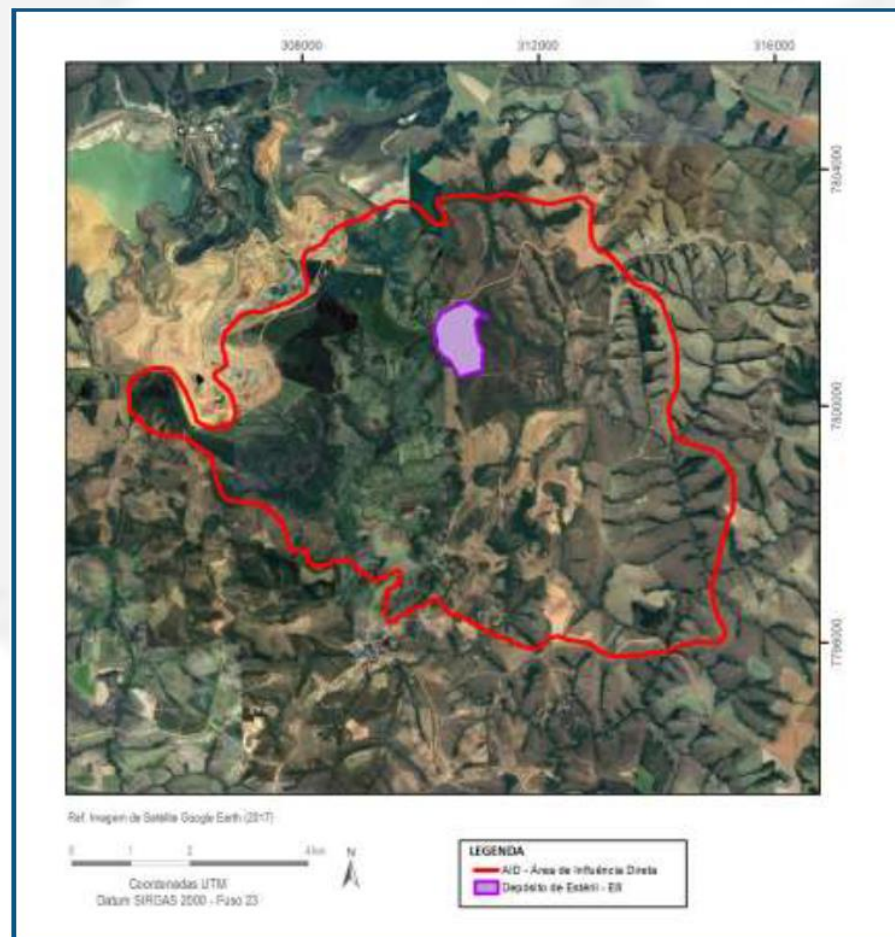 308000 312000 316000
7804000
7800000
7796000
Ref. Imagem de Satélite Google Earth (2017)
0 1 2 4 km
N
Coordenadas UTM
Datum SIRGAS 2000 - Fuso 23
LEGENDA
AID - Área de Influência Direta
Depósito de Estéril -